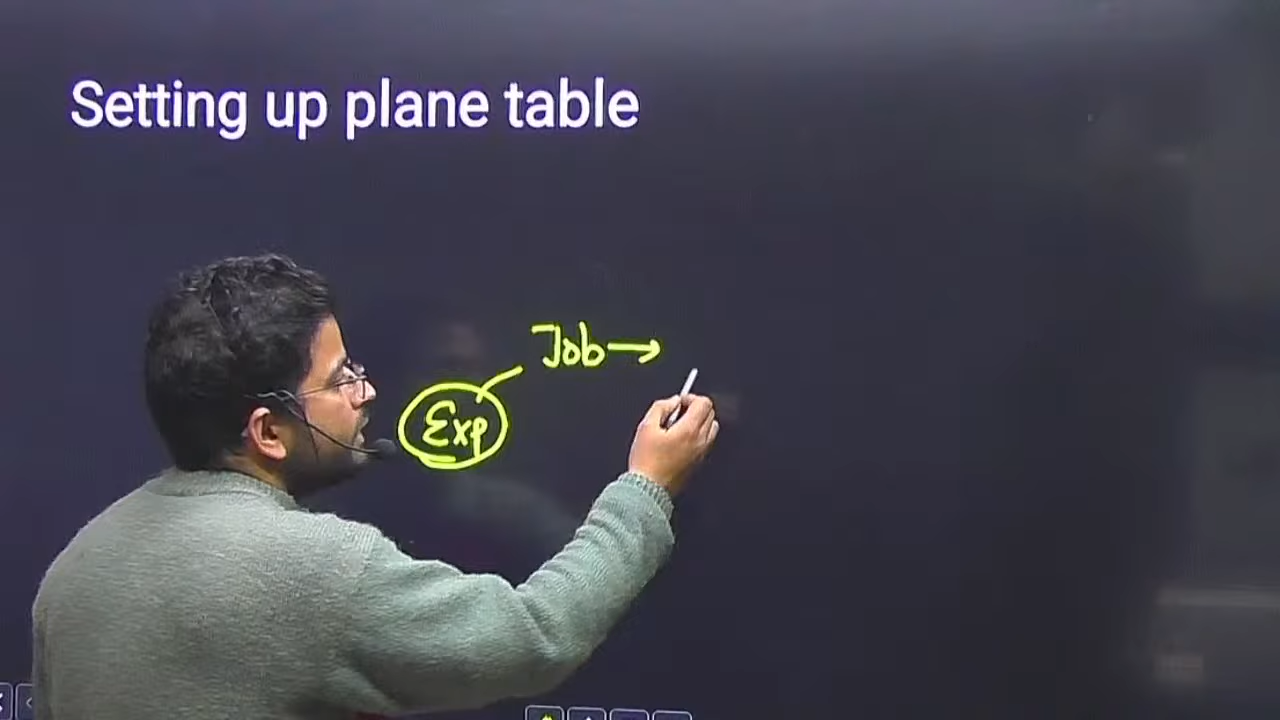 Setting up plane table
Job →
Exp